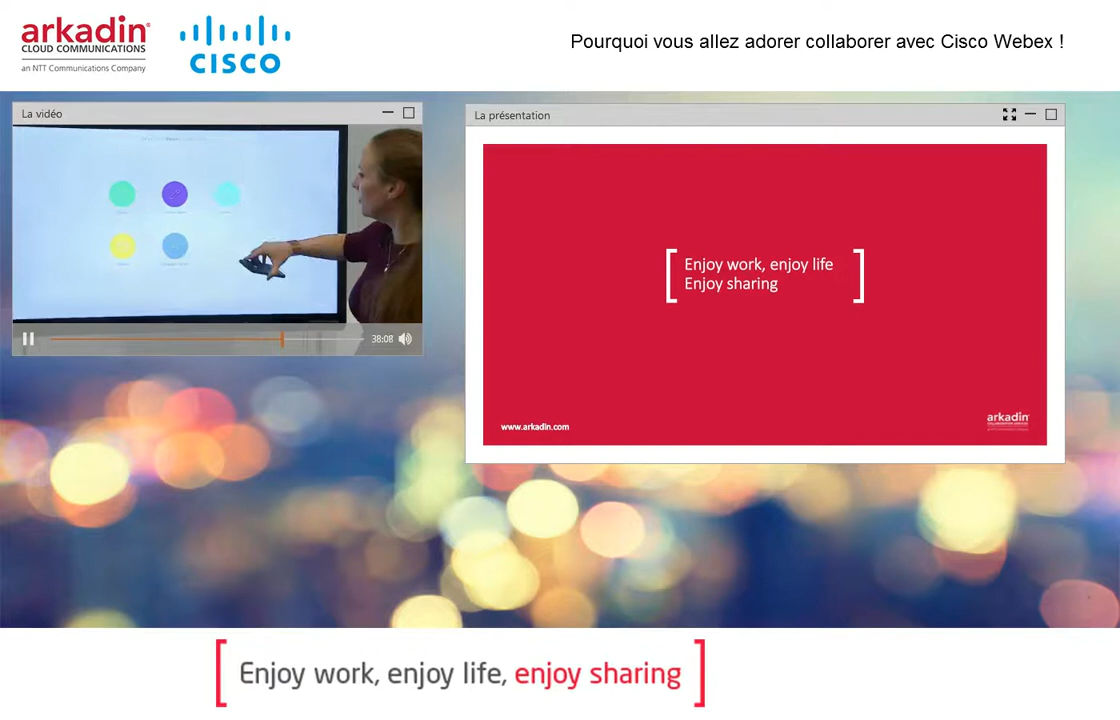 arkadin
CLOUD COMMUNICATIONS
an NTT Communications Company
CISCO
Pourquoi vous allez adorer collaborer avec Cisco Webex !
La vidéo
38:08
La présentation
Enjoy work, enjoy life
Enjoy sharing
www.arkadin.com
arkadin
Enjoy work, enjoy life, enjoy sharing